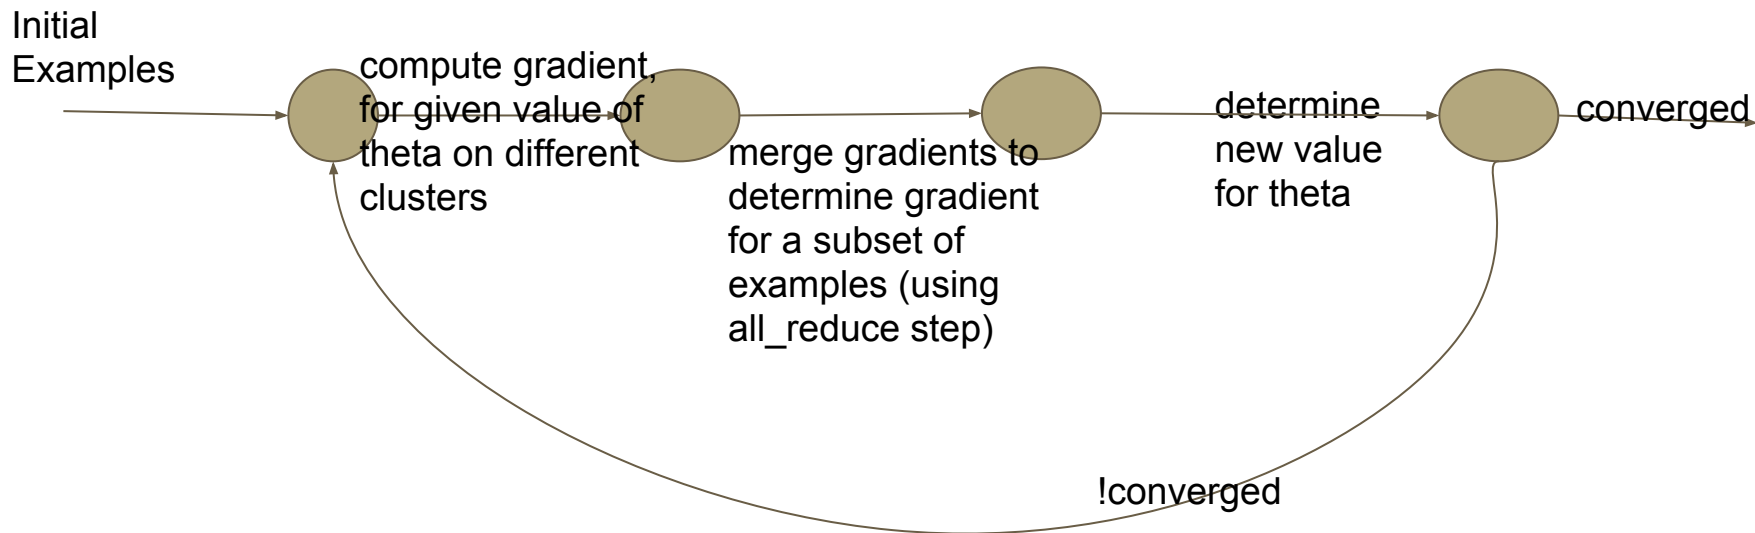 Initial
Examples
compute gradient,
for given value of
theta on different
clusters
merge gradients to
determine gradient
for a subset of
examples (using
all_reduce step)
determine
new value
for theta
converged
!converged